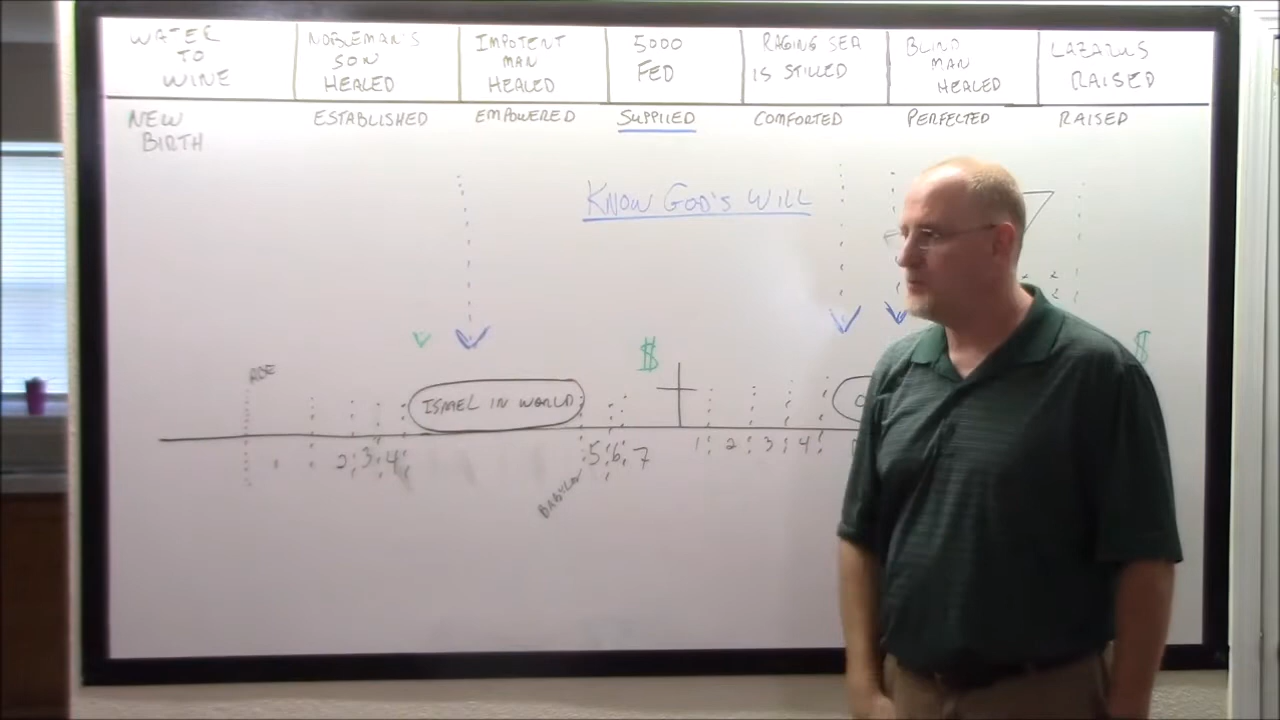 WATER
TO
WINE
NOBLEMAN'S
SON
HEALED
IMPOTENT
MAN
HEALED
5000
FED
RAGING SEA
IS STILLED
BLIND
MAN
HEALED
LAZARUS
RAISED
NEW
BIRTH
ESTABLISHED
EMPOWERED
SUPPLIED
COMFORTED
PERFECTED
RAISED
KNOW GOD'S WILL
$
$
ISRAEL IN WORLD
2 3 4
5 6 7
1 2 3 4
BABYLON